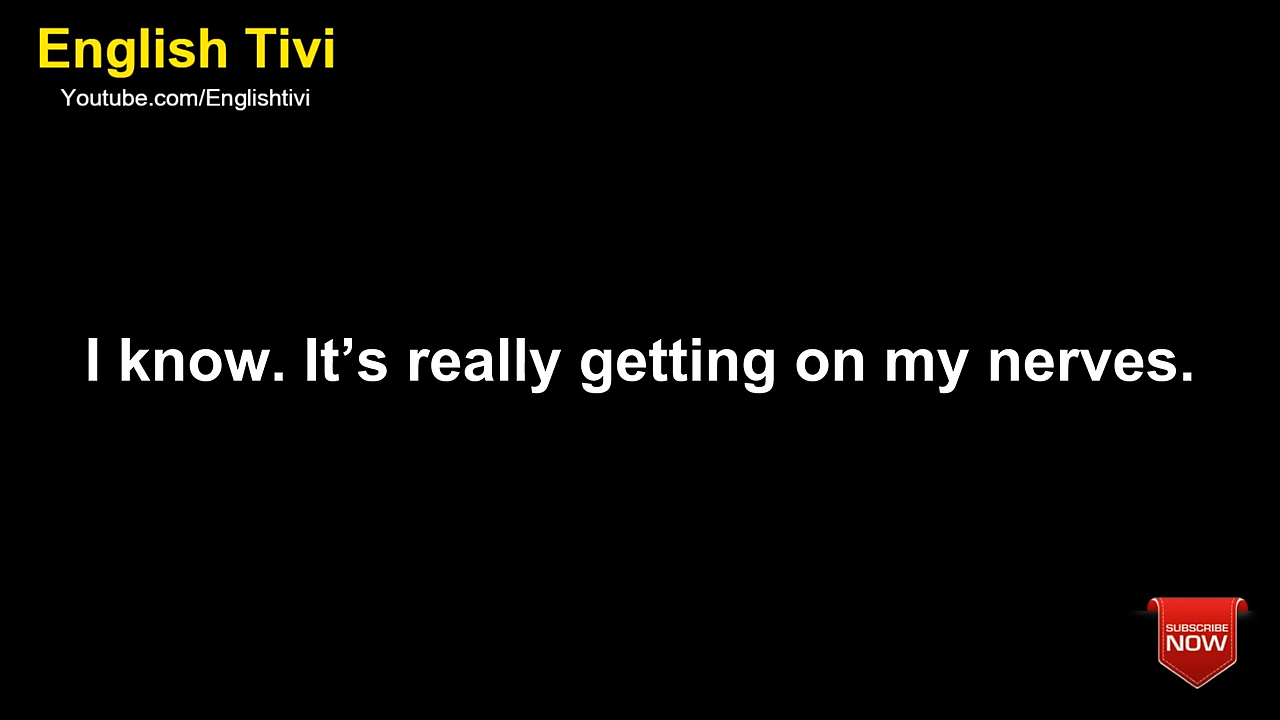 English Tivi
Youtube.com/Englishtivi
I know. It’s really getting on my nerves.
SUBSCRIBE
NOW